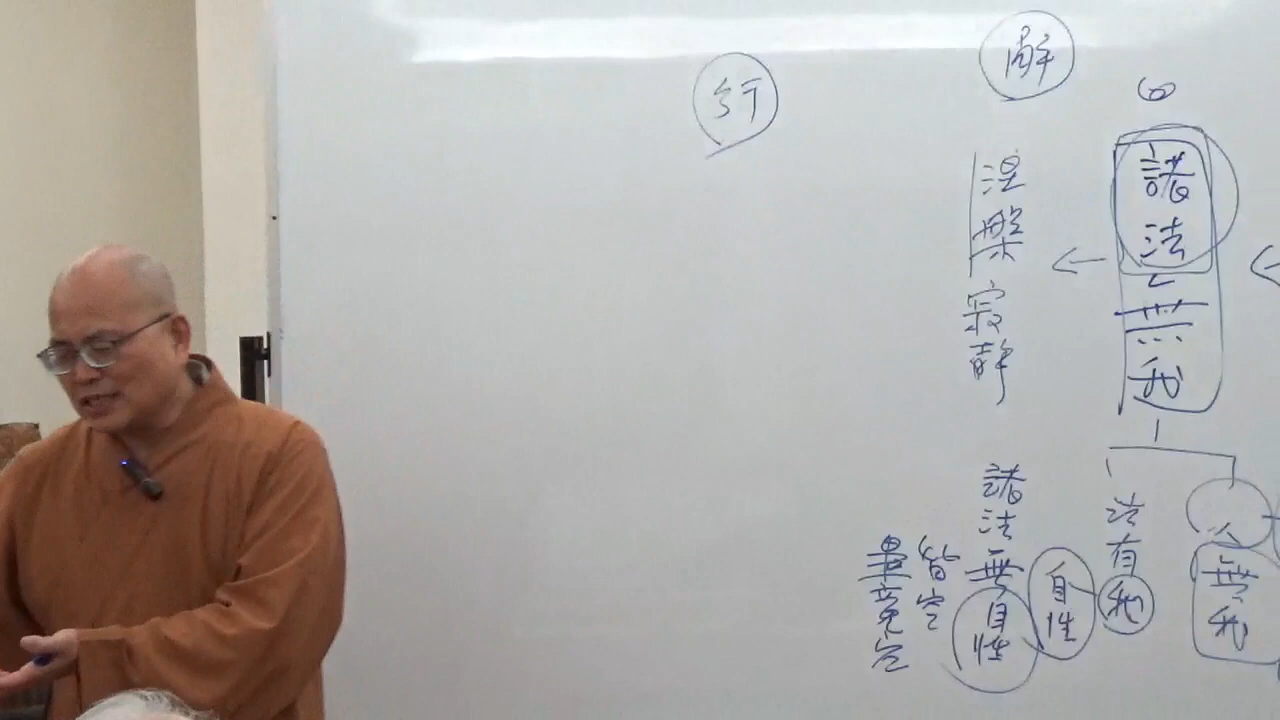 四
諸法無我
人無我
法有我
自性
解
涅槃寂靜
諸法無自性
皆空
畢竟空
行